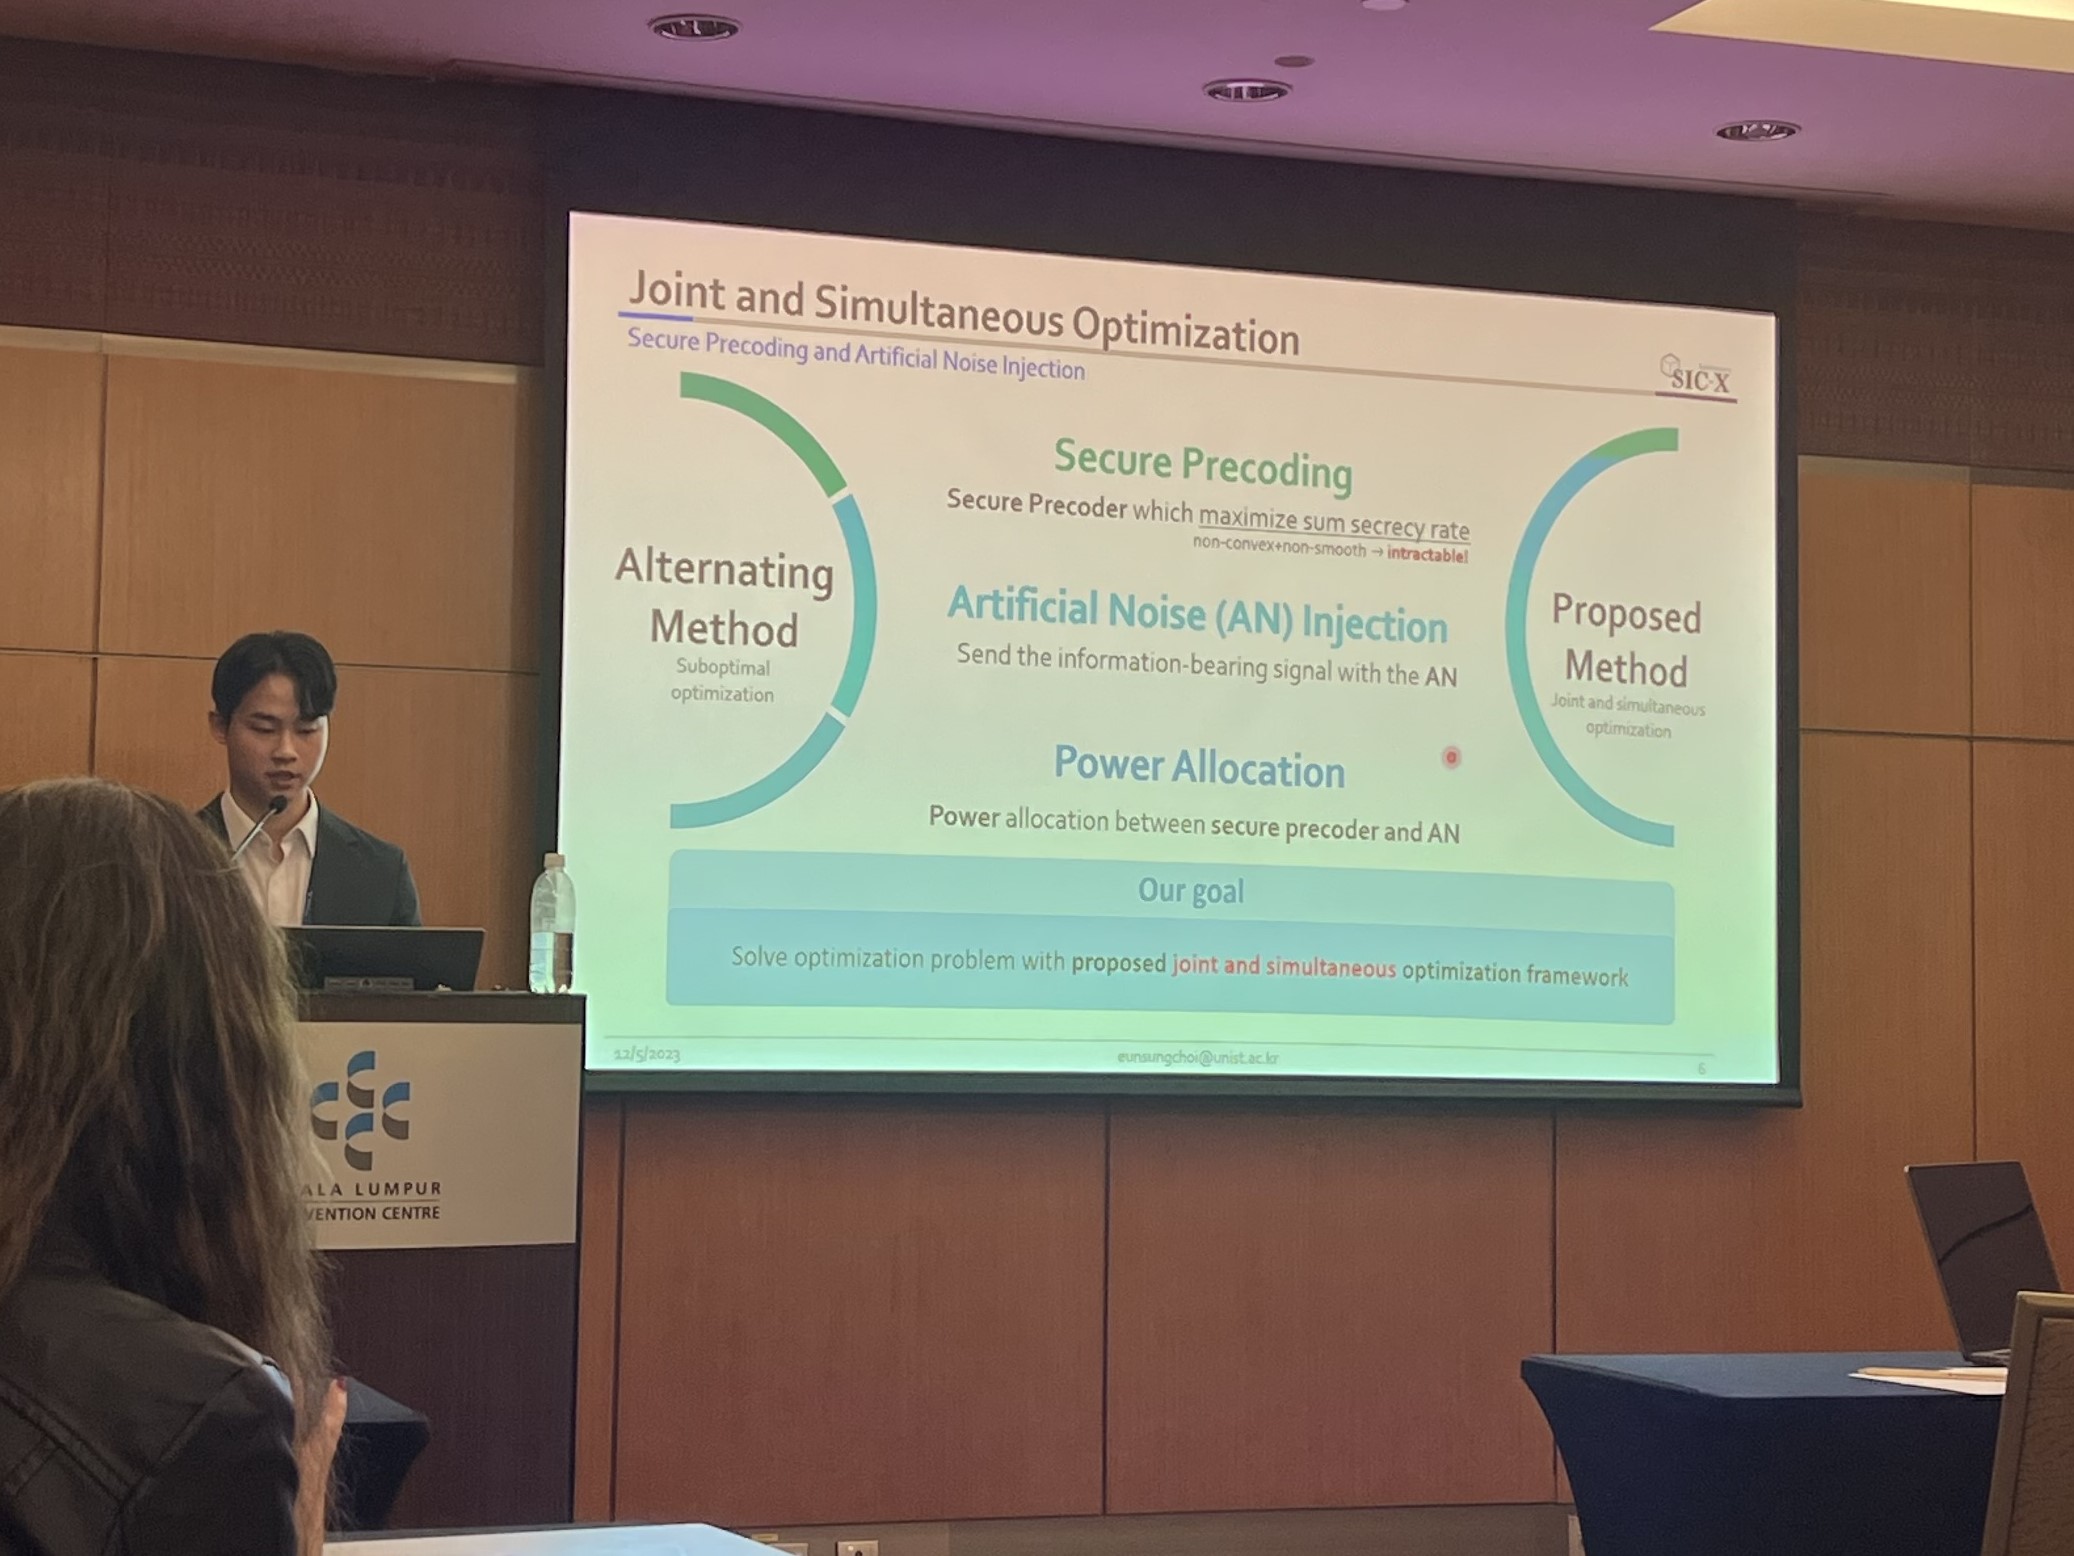 Joint and Simultaneous Optimization
Secure Precoding and Artificial Noise Injection
SIC-X
Alternating
Method
Suboptimal
optimization
Secure Precoding
Secure Precoder which maximize sum secrecy rate
non-convex+non-smooth → intractable!
Artificial Noise (AN) Injection
Send the information-bearing signal with the AN
Power Allocation
Power allocation between secure precoder and AN
Proposed
Method
Joint and simultaneous
optimization
Our goal
Solve optimization problem with proposed joint and simultaneous optimization framework
12/5/2023
eunsungchoi@unist.ac.kr
6
ALA LUMPUR
VENTION CENTRE